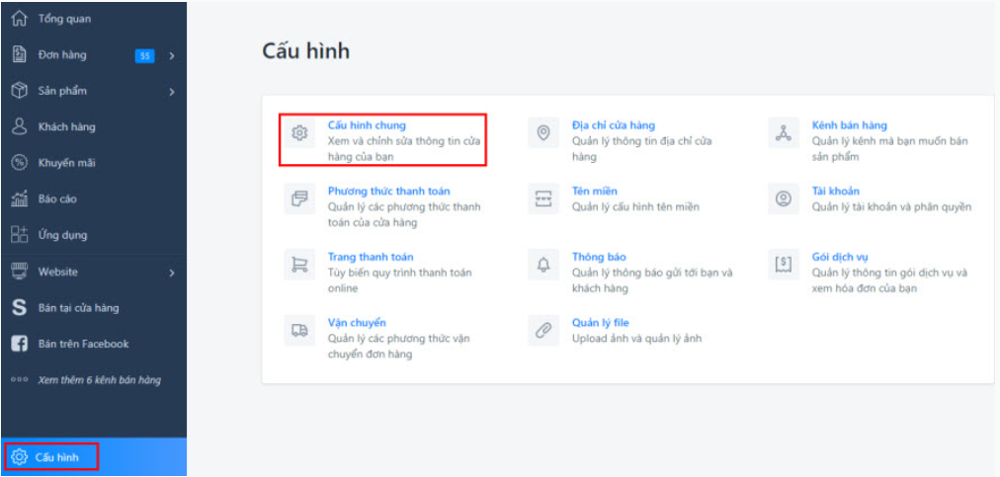 Tổng quan
Đơn hàng 55
Sản phẩm
Khách hàng
Khuyến mãi
Báo cáo
Ứng dụng
Website
Bán tại cửa hàng
Bán trên Facebook
Xem thêm 6 kênh bán hàng
Cấu hình
Cấu hình
Cấu hình chung
Xem và chỉnh sửa thông tin cửa
hàng của bạn
Địa chỉ cửa hàng
Quản lý thông tin địa chỉ cửa
hàng
Kênh bán hàng
Quản lý kênh mà bạn muốn bán
sản phẩm
Phương thức thanh toán
Quản lý các phương thức thanh
toán của cửa hàng
Tên miền
Quản lý cấu hình tên miền
Tài khoản
Quản lý tài khoản và phân quyền
Trang thanh toán
Tùy biến quy trình thanh toán
online
Thông báo
Quản lý thông báo gửi tới bạn và
khách hàng
Gói dịch vụ
Quản lý thông tin gói dịch vụ và
xem hóa đơn của bạn
Vận chuyển
Quản lý các phương thức vận
chuyển đơn hàng
Quản lý file
Upload ảnh và quản lý ảnh